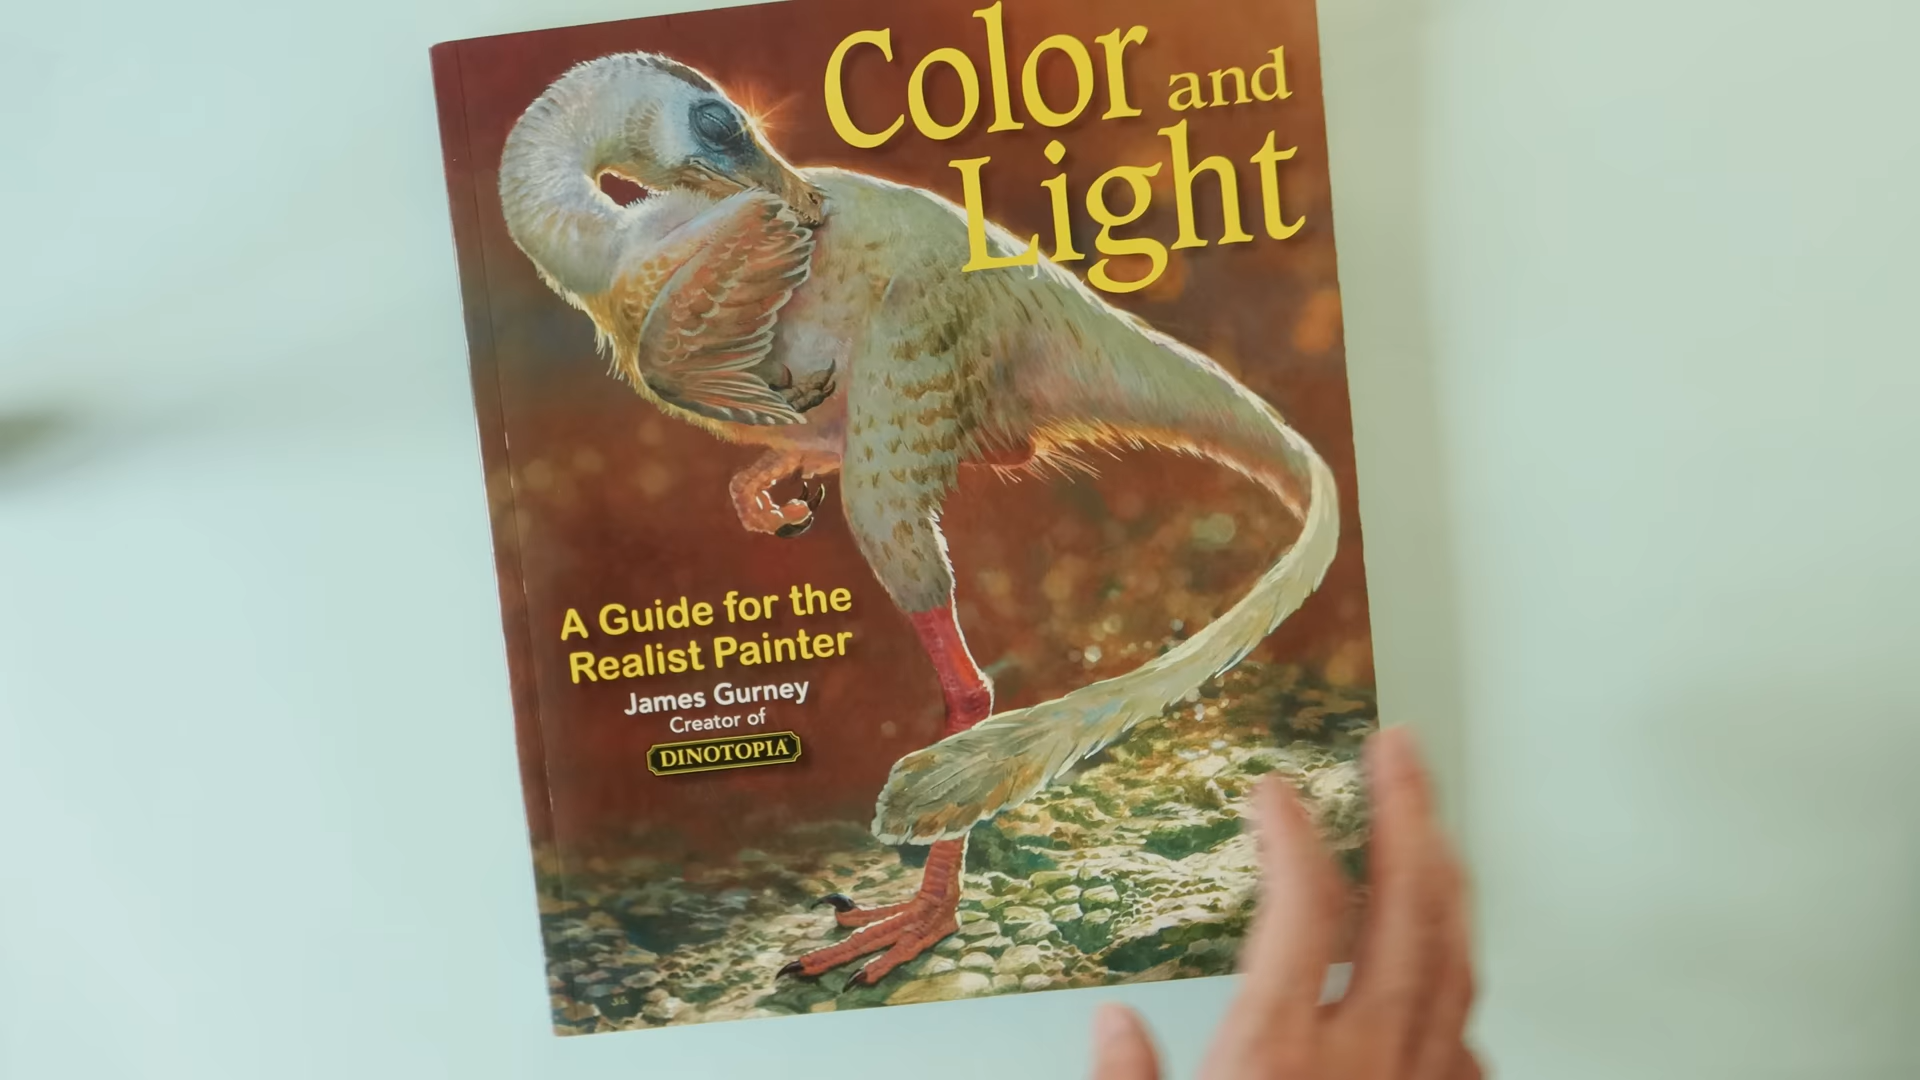 Color and
Light
A Guide for the
Realist Painter
James Gurney
Creator of
DINOTOPIA